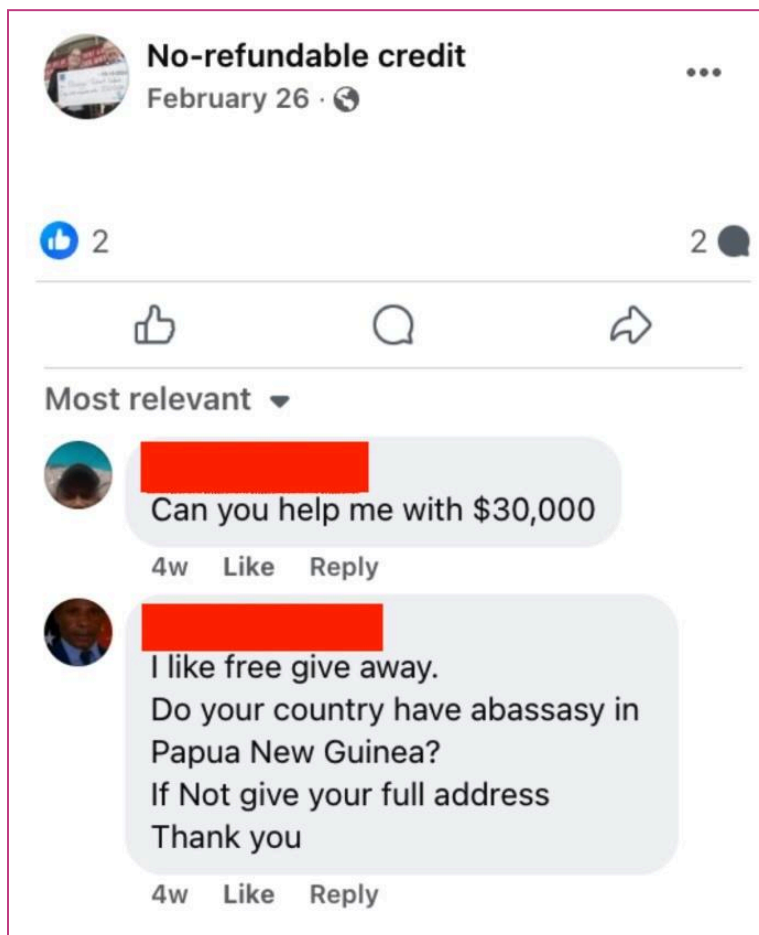 No-refundable credit
February 26 ·
2
2
Most relevant
Can you help me with $30,000
4w Like Reply
I like free give away.
Do your country have abassasy in
Papua New Guinea?
If Not give your full address
Thank you
4w Like Reply